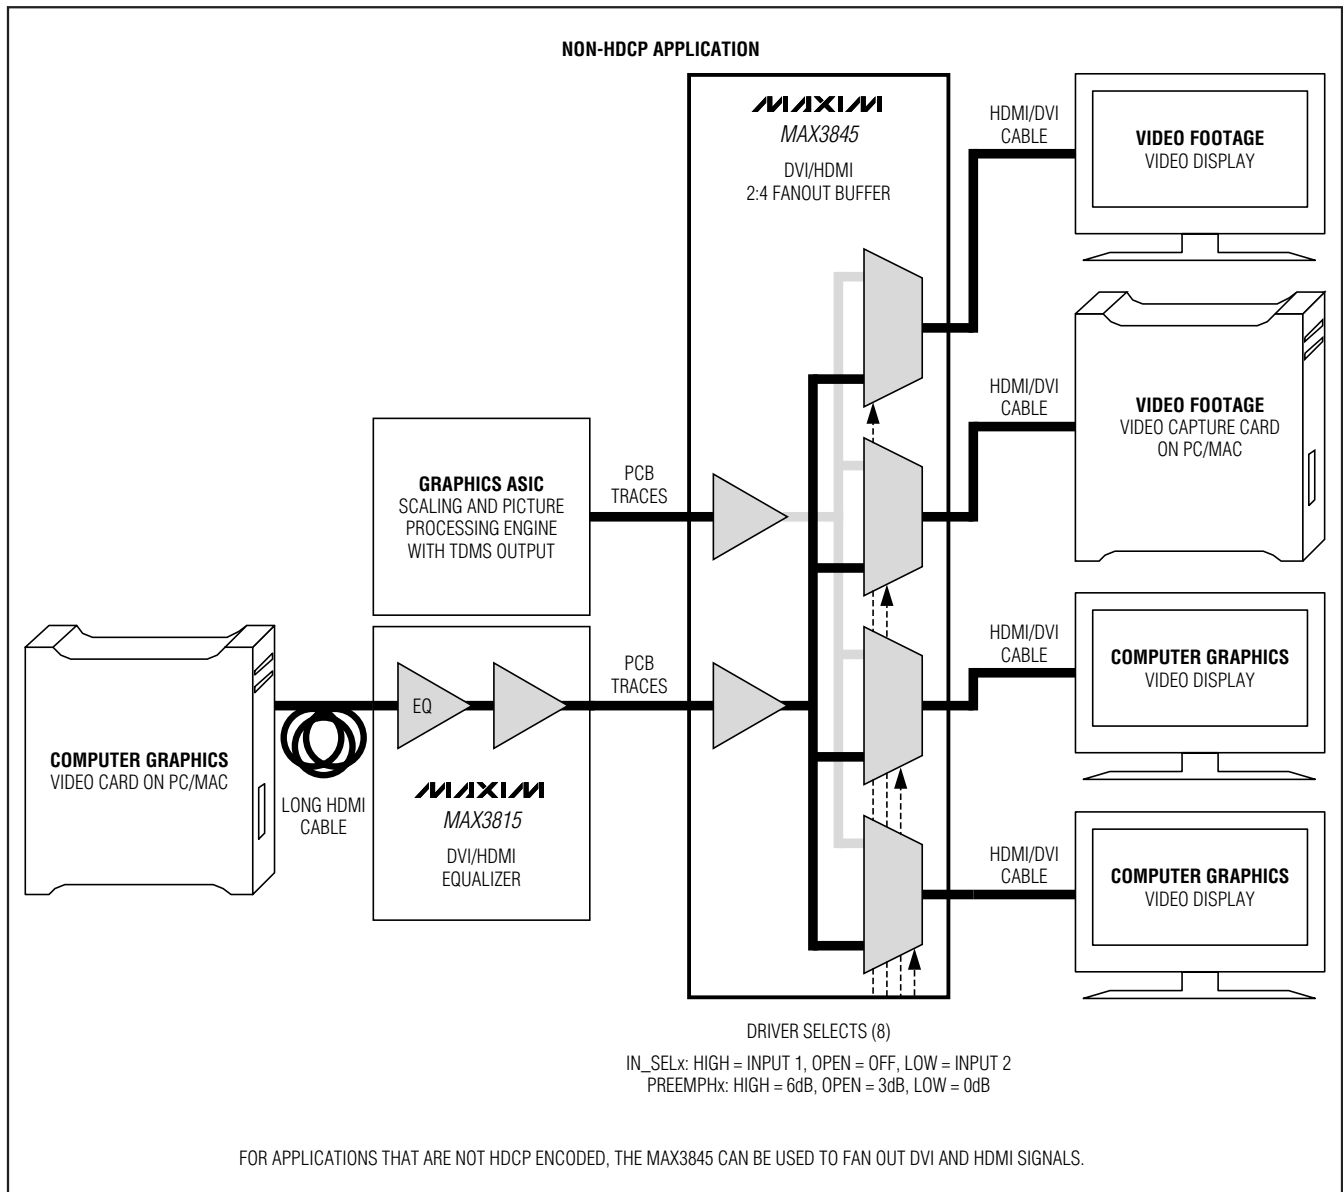 NON-HDCP APPLICATION
MAXIM
MAX3845
DVI/HDMI
2:4 FANOUT BUFFER
HDMI/DVI
CABLE
VIDEO FOOTAGE
VIDEO DISPLAY
HDMI/DVI
CABLE
VIDEO FOOTAGE
VIDEO CAPTURE CARD
ON PC/MAC
GRAPHICS ASIC
SCALING AND PICTURE
PROCESSING ENGINE
WITH TDMS OUTPUT
PCB
TRACES
HDMI/DVI
CABLE
COMPUTER GRAPHICS
VIDEO DISPLAY
PCB
TRACES
EQ
COMPUTER GRAPHICS
VIDEO CARD ON PC/MAC
LONG HDMI
CABLE
MAXIM
MAX3815
DVI/HDMI
EQUALIZER
HDMI/DVI
CABLE
COMPUTER GRAPHICS
VIDEO DISPLAY
DRIVER SELECTS (8)
IN_SELx: HIGH = INPUT 1, OPEN = OFF, LOW = INPUT 2
PREEMPHx: HIGH = 6dB, OPEN = 3dB, LOW = 0dB
FOR APPLICATIONS THAT ARE NOT HDCP ENCODED, THE MAX3845 CAN BE USED TO FAN OUT DVI AND HDMI SIGNALS.